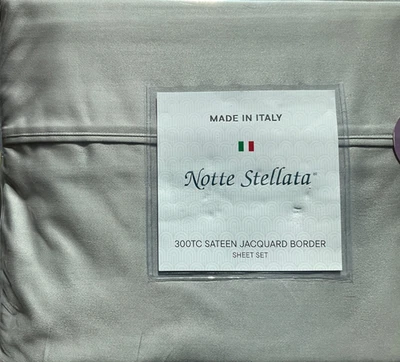 MADE IN ITALY
Notte Stellata
300TC SATEEN JACQUARD BORDER
SHEET SET